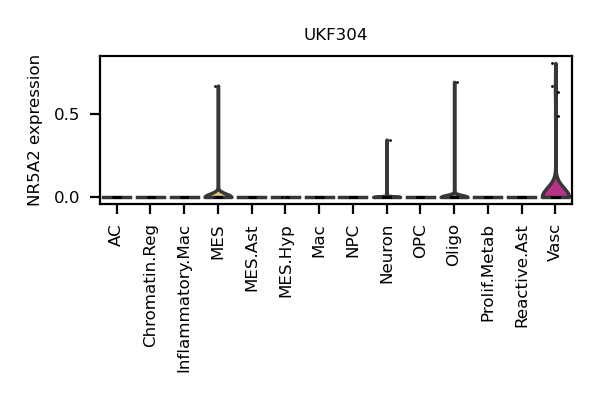 UKF304
NR5A2 expression
0.5
0.0
AC
Chromatin.Reg
Inflammatory.Mac
MES
MES.Ast
MES.Hyp
Mac
NPC
Neuron
OPC
Oligo
Prolif.Metab
Reactive.Ast
Vasc